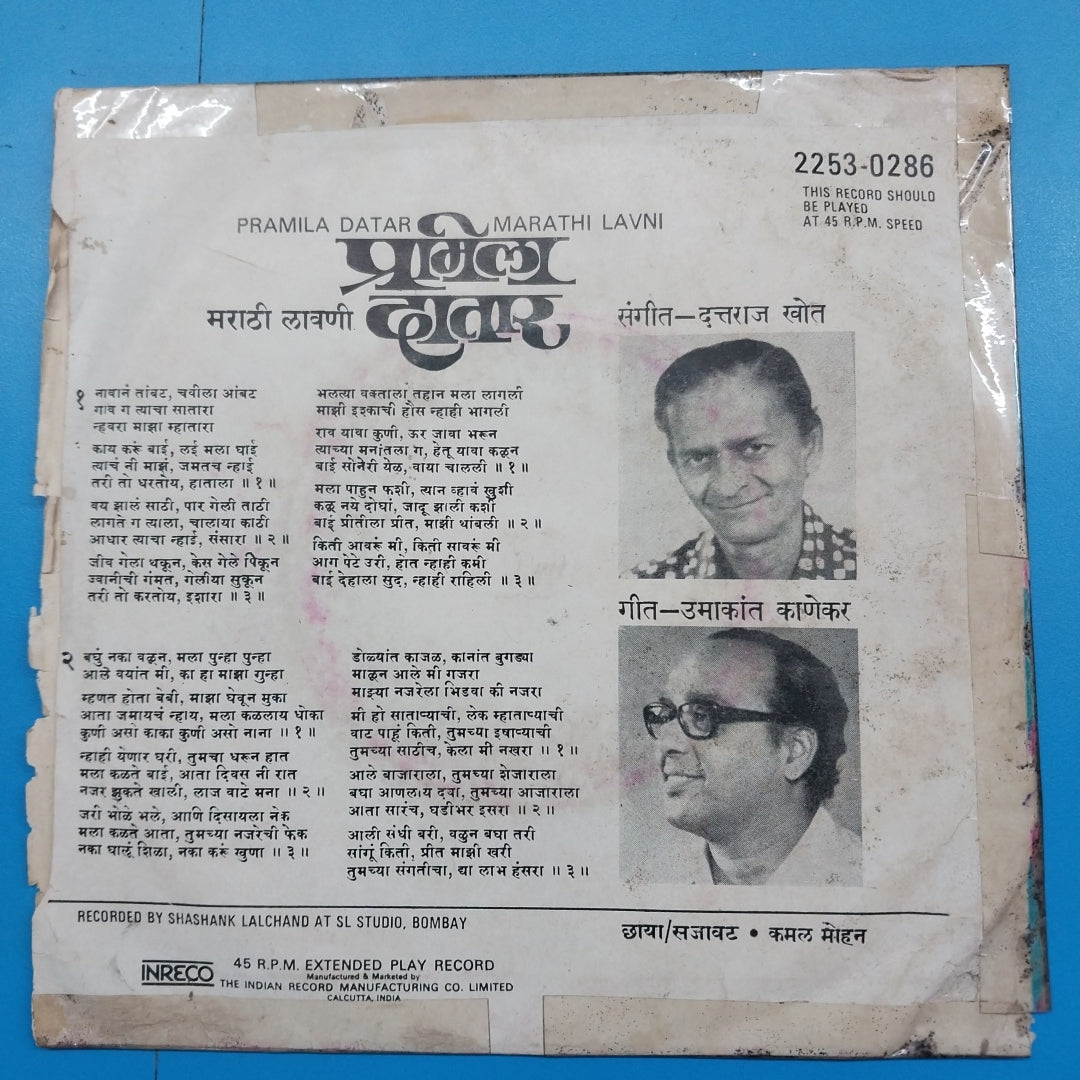 2253-0286
THIS RECORD SHOULD
BE PLAYED
AT 45 R.P.M. SPEED
PRAMILA DATAR MARATHI LAVNI
प्रमिला
दातार
मराठी लावणी
१ नावानं तांबट, चवीला आंबट
गाव ग त्याचा सातारा
न्हवरा माझा म्हातारा
काय करूं बाई, लई मला घाई
त्याचं नी माझं, जमतच न्हाई
तरी तो धरतोय, हाताला ॥ १ ॥
वय झालं साठी, पार गेली ताठी
लागते ग त्याला, चालाया काठी
आधार त्याचा न्हाई, संसारा ॥ २ ॥
जीव गेला थकून, केस गेले पिकून
ज्वानीची गंमत, गेलीया सुकून
तरी तो करतोय, इशारा ॥ ३ ॥
भलत्या वक्ताला, तहान मला लागली
माझी इश्काची हौस न्हाही भागली
राव यावा कुणी, ऊर जावा भरून
त्याच्या मनांतला ग, हेतू यावा कळून
बाई सोनेरी येळ, वाया चालली ॥ १ ॥
मला पाहुन फशी, त्यान व्हावं खुशी
कळू नये दोघां, जादू झाली कशी
बाई प्रीतीला प्रीत, माझी थांबली ॥ २ ॥
किती आवरूं मी, किती सावरूं मी
आग पेटे उरी, होत न्हाही कमी
बाई देहाला सुद, न्हाही राहिली ॥ ३ ॥
२ बघुं नका वळून, मला पुन्हा पुन्हा
आले वयांत मी, का हा माझा गुन्हा
म्हणत होता बेबी, माझा घेवून मुका
आता जमायचं न्हाय, मला कळलाय धोका
कुणी असो काका कुणी असो नाना ॥ १ ॥
न्हाही येणार घरी, तुमचा धरून हात
मला कळते बाई, आता दिवस नी रात
नजर झुकते खाली, लाज वाटे मना ॥ २ ॥
जरी भोळे भले, आणि दिसायला नेक
मला कळते आता, तुमच्या नजरेची फेक
नका घालूं शिळा, नका करूं खुणा ॥ ३ ॥
डोळ्यांत काजळ, कानांत बुगड्या
माळून आले मी गजरा
माझ्या नजरेला भिडवा की नजरा
मी हो साताऱ्याची, लेक म्हाताऱ्याची
वाट पाहूं किती, तुमच्या इषाऱ्याची
तुमच्या साठीच, केला मी नखरा ॥ १ ॥
आले बाजाराला, तुमच्या शेजाराला
बघा आणलाय दवा, तुमच्या आजाराला
आता सारंच, घडीभर इसरा ॥ २ ॥
आली संधी बरी, वळुन बघा तरी
सांगूं किती, प्रीत माझी खरी
तुमच्या संगतीचा, द्या लाभ हंसरा ॥ ३ ॥
संगीत—दत्तराज खोत
गीत—उमाकांत काणेकर
RECORDED BY SHASHANK LALCHAND AT SL STUDIO, BOMBAY
छाया/सजावट • कमल मोहन
INRECO
45 R.P.M. EXTENDED PLAY RECORD
Manufactured & Marketed by
THE INDIAN RECORD MANUFACTURING CO. LIMITED
CALCUTTA, INDIA